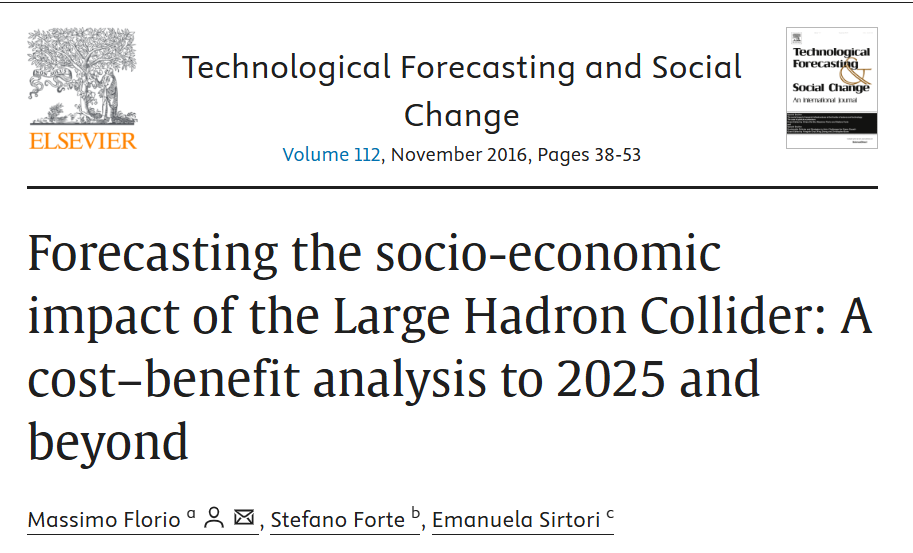 ELSEVIER
Technological Forecasting and Social
Change
Volume 112, November 2016, Pages 38-53
Technological
Forecasting
&
Social Change
An International Journal
Forecasting the socio-economic
impact of the Large Hadron Collider: A
cost–benefit analysis to 2025 and
beyond
Massimo Florio a, Stefano Forte b, Emanuela Sirtori c